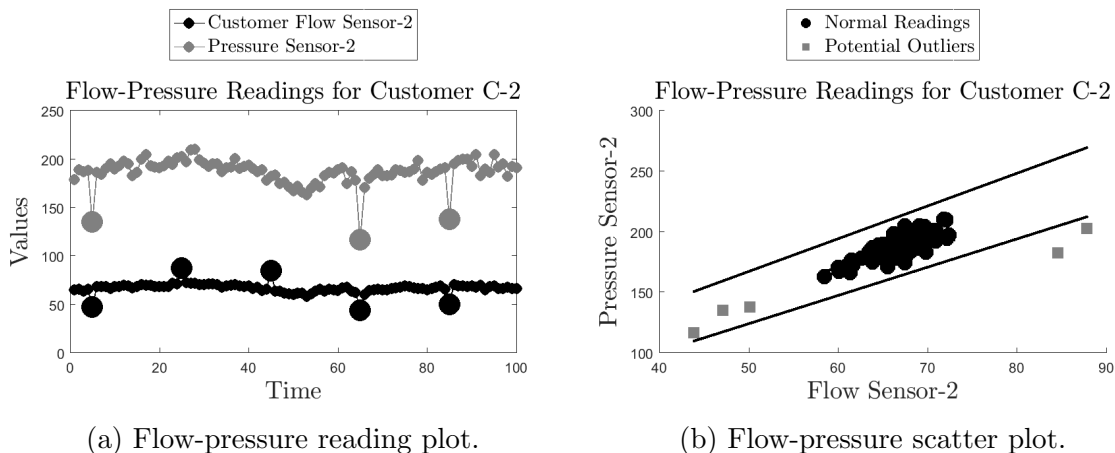 Customer Flow Sensor-2
Pressure Sensor-2
Flow-Pressure Readings for Customer C-2
250
200
150
100
50
0
Values
0 20 40 60 80 100
Time
(a) Flow-pressure reading plot.
Normal Readings
Potential Outliers
Flow-Pressure Readings for Customer C-2
300
250
200
150
100
Pressure Sensor-2
40 50 60 70 80 90
Flow Sensor-2
(b) Flow-pressure scatter plot.